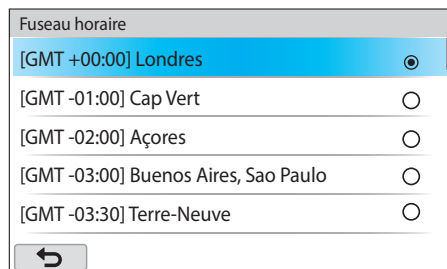 Fuseau horaire
[GMT +00:00] Londres
[GMT -01:00] Cap Vert
[GMT -02:00] Açores
[GMT -03:00] Buenos Aires, Sao Paulo
[GMT -03:30] Terre-Neuve